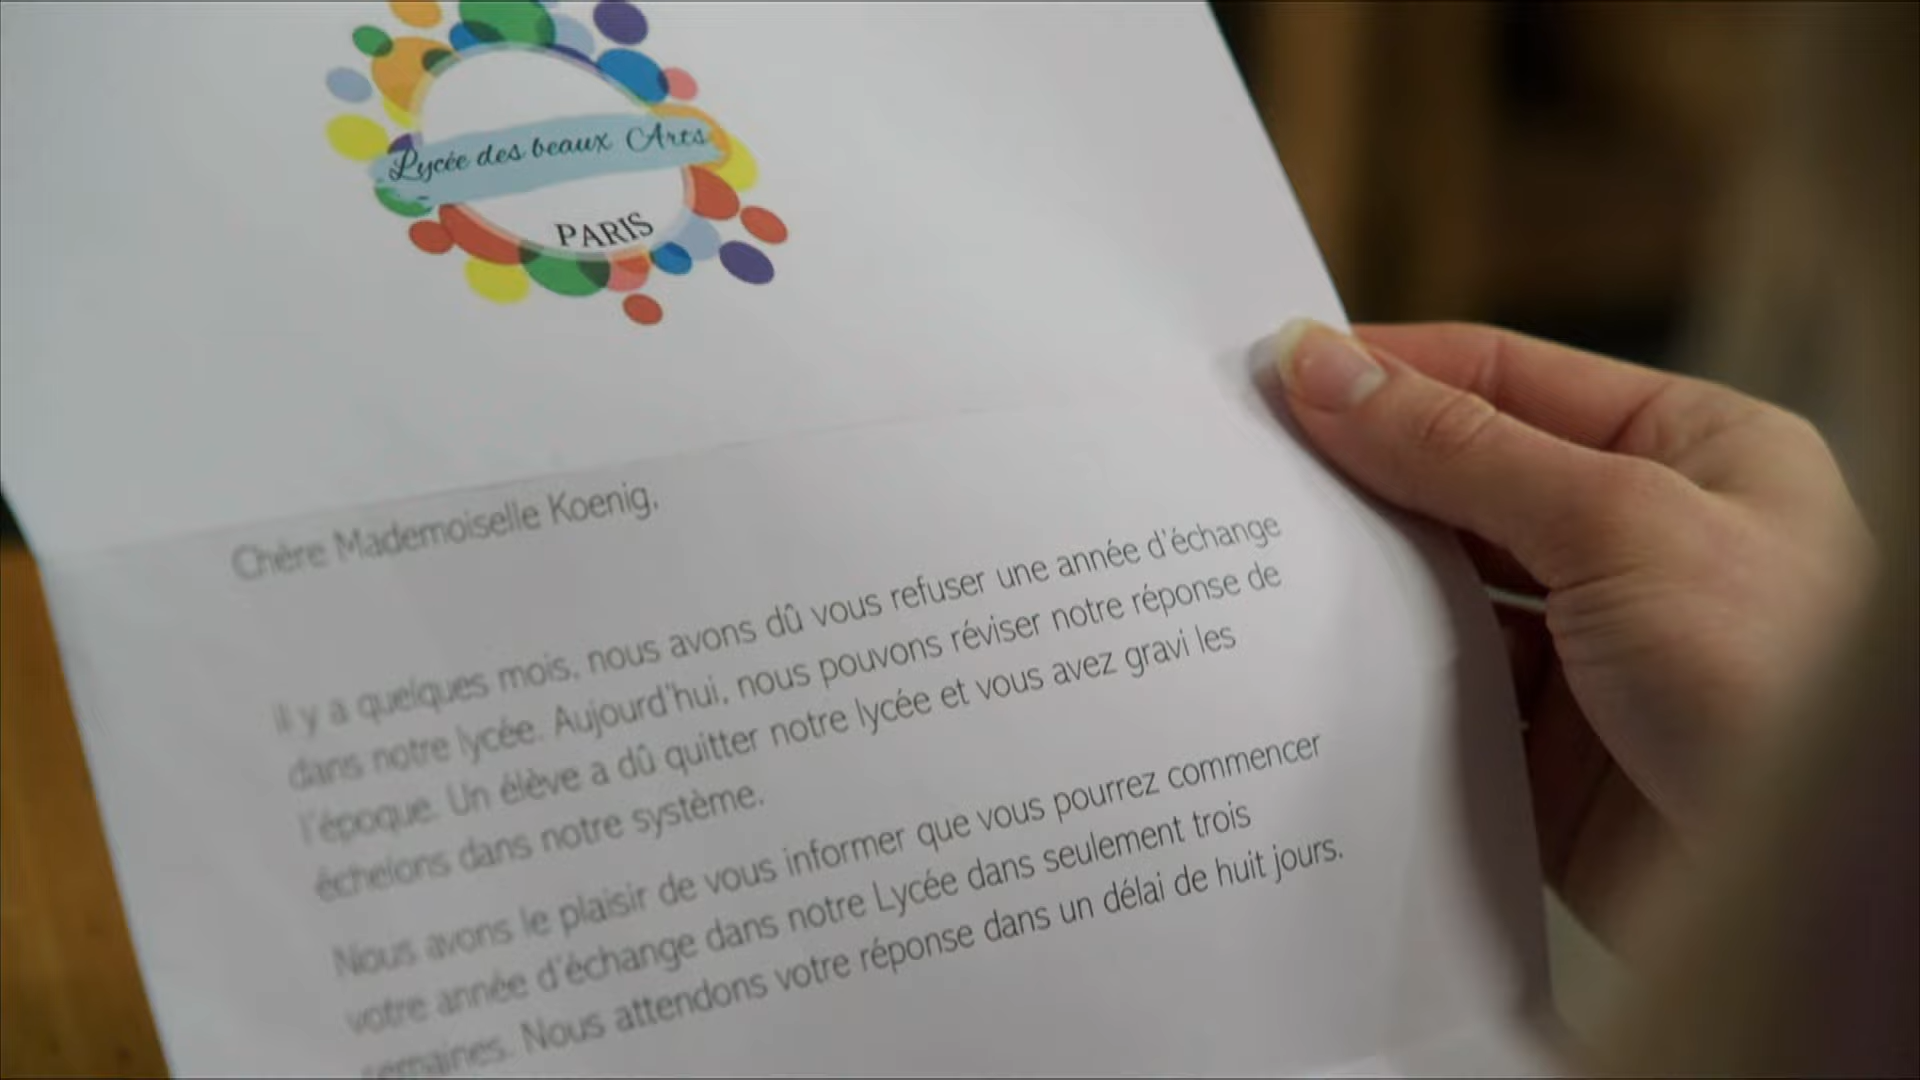 Lycée des beaux Arts
PARIS
Chère Mademoiselle Koenig,
Il y a quelques mois, nous avons dû vous refuser une année d'échange
dans notre lycée. Aujourd'hui, nous pouvons réviser notre réponse de
l'époque. Un élève a dû quitter notre lycée et vous avez gravi les
échelons dans notre système.
Nous avons le plaisir de vous informer que vous pourrez commencer
votre année d'échange dans notre Lycée dans seulement trois
semaines. Nous attendons votre réponse dans un délai de huit jours.